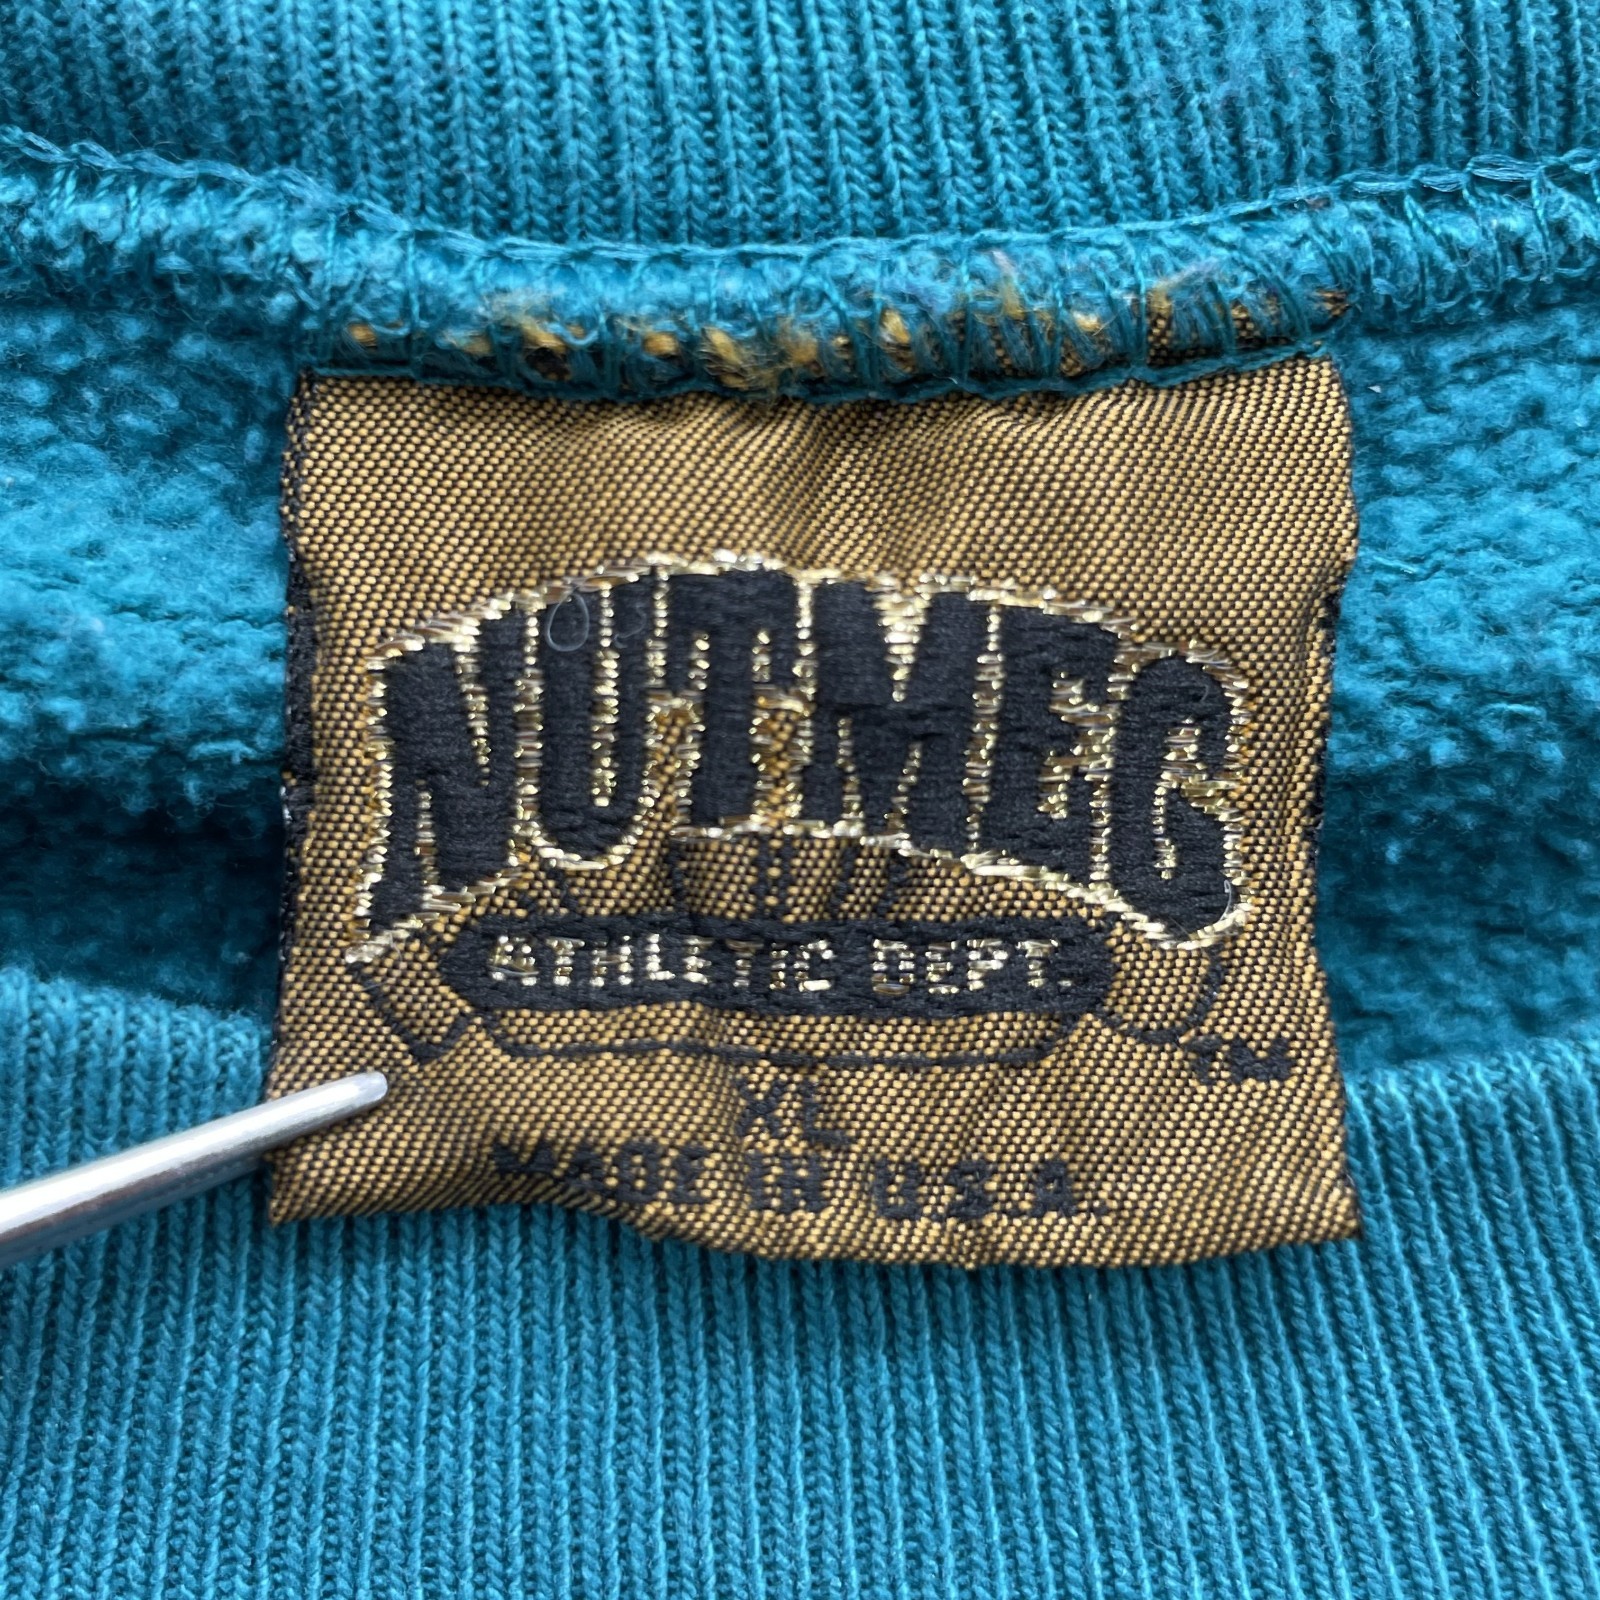 NUTMEG
ATHLETIC DEPT.
TM
XL
MADE IN U.S.A.